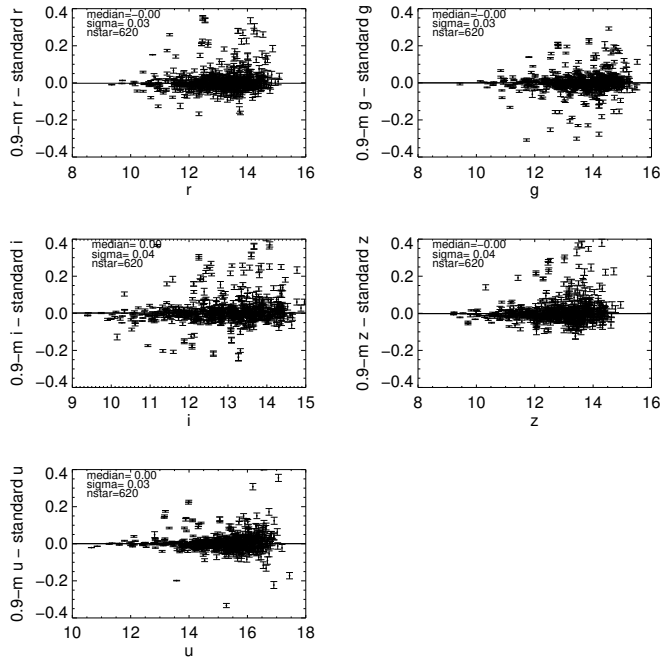 0.4
0.2
0.0
−0.2
−0.4
median=−0.00
sigma= 0.03
nstar=620
8 10 12 14 16
r
0.9−m r − standard r
0.4
0.2
0.0
−0.2
−0.4
median=−0.00
sigma= 0.03
nstar=620
8 10 12 14 16
g
0.9−m g − standard g
0.4
0.2
0.0
−0.2
−0.4
median= 0.00
sigma= 0.04
nstar=620
9 10 11 12 13 14 15
i
0.9−m i − standard i
0.4
0.2
0.0
−0.2
−0.4
median=−0.00
sigma= 0.04
nstar=620
8 10 12 14 16
z
0.9−m z − standard z
0.4
0.2
0.0
−0.2
−0.4
median= 0.00
sigma= 0.03
nstar=620
10 12 14 16 18
u
0.9−m u − standard u